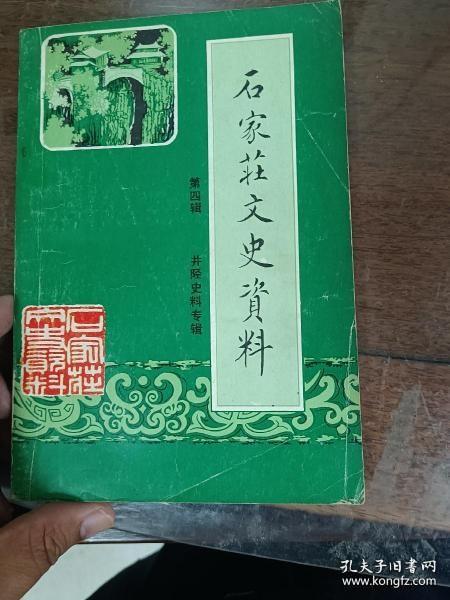 石家莊文史資料
第四辑 井陉史料专辑
石家莊
文史資料
孔夫子旧书网
www.kongfz.com